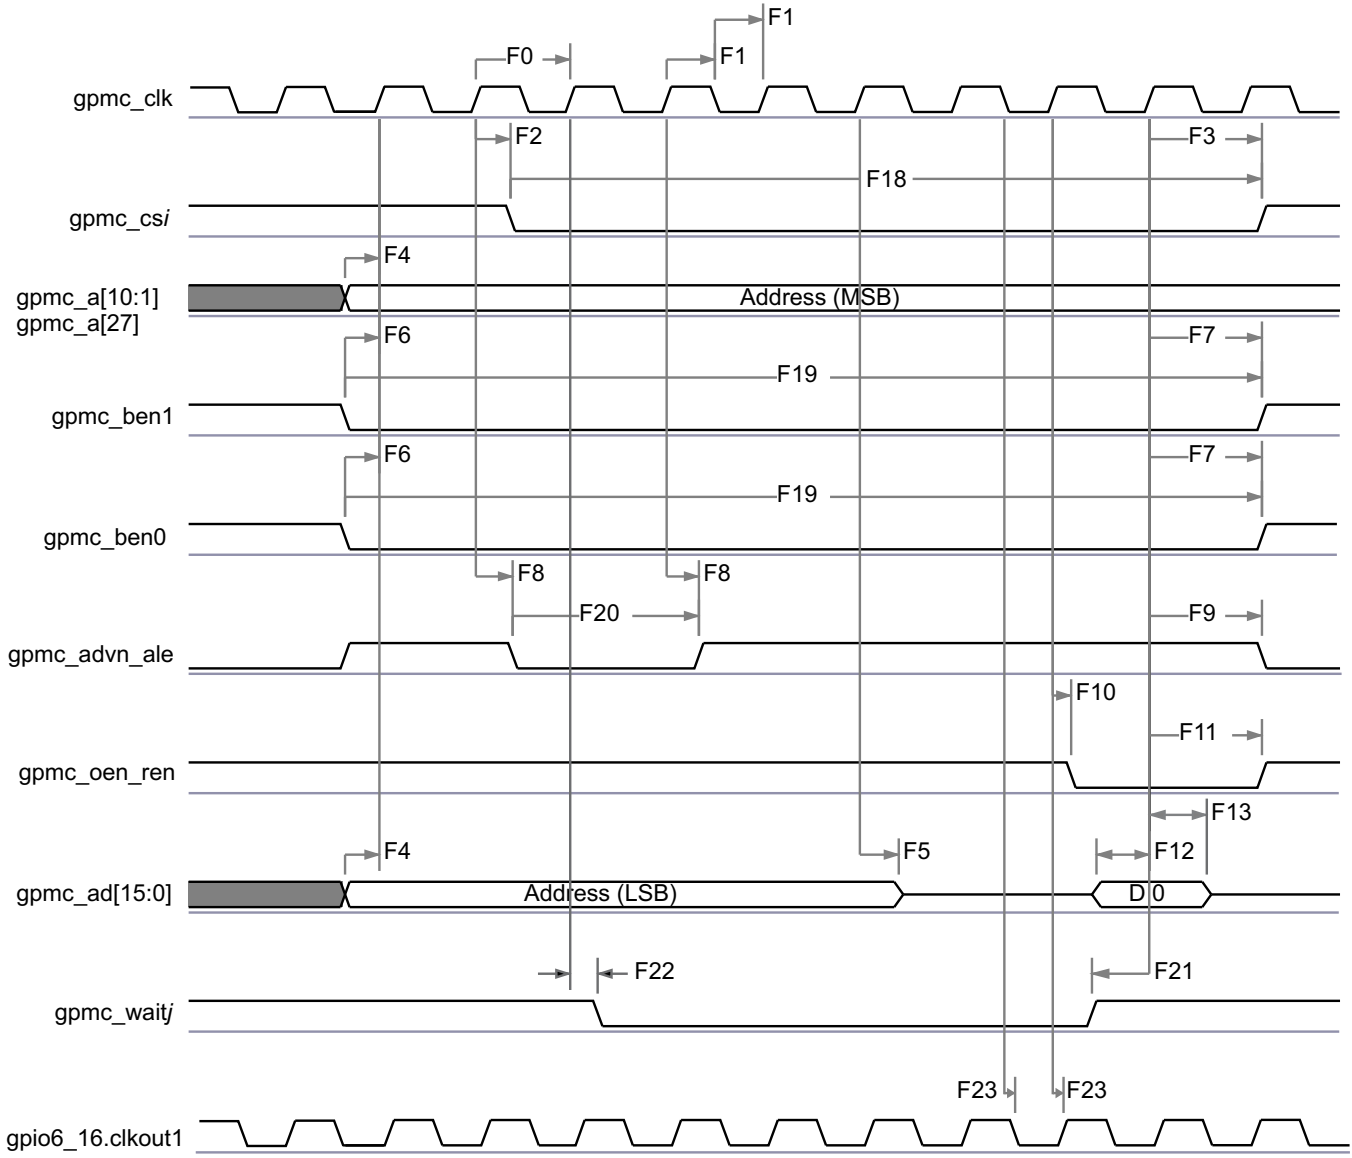 F1
F0
F1
gpmc_clk
F2
F3
F18
gpmc_csi
F4
gpmc_a[10:1]
Address (MSB)
gpmc_a[27]
F6
F7
F19
gpmc_ben1
F6
F7
F19
gpmc_ben0
F8
F8
F20
F9
gpmc_advn_ale
F10
F11
gpmc_oen_ren
F13
F4
F5
F12
gpmc_ad[15:0]
Address (LSB)
D 0
F22
F21
gpmc_waitj
F23
F23
gpio6_16.clkout1